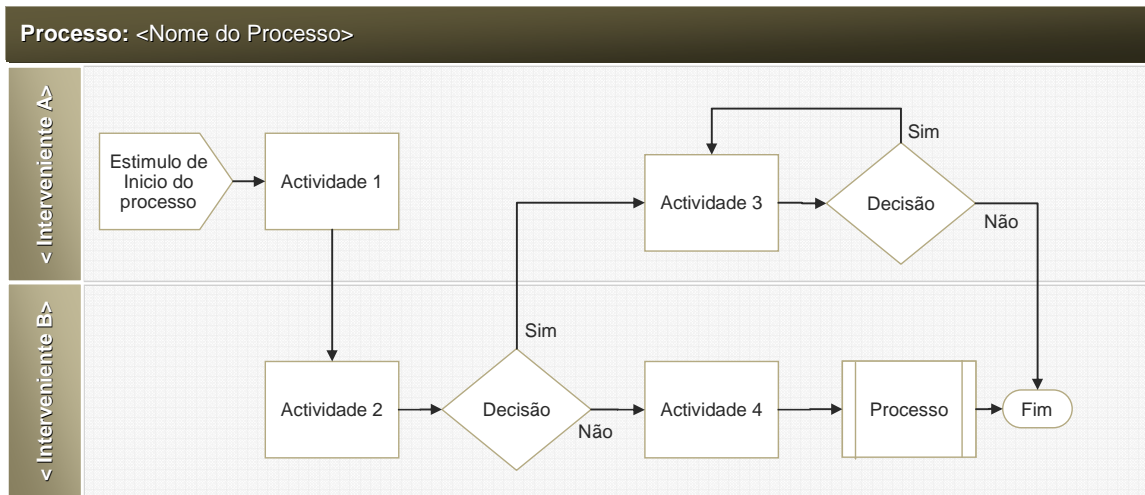 Processo: <Nome do Processo>
< Interveniente A>
Estimulo de
Inicio do
processo
Actividade 1
Actividade 3
Decisão
Sim
Não
< Interveniente B>
Actividade 2
Decisão
Sim
Não
Actividade 4
Processo
Fim